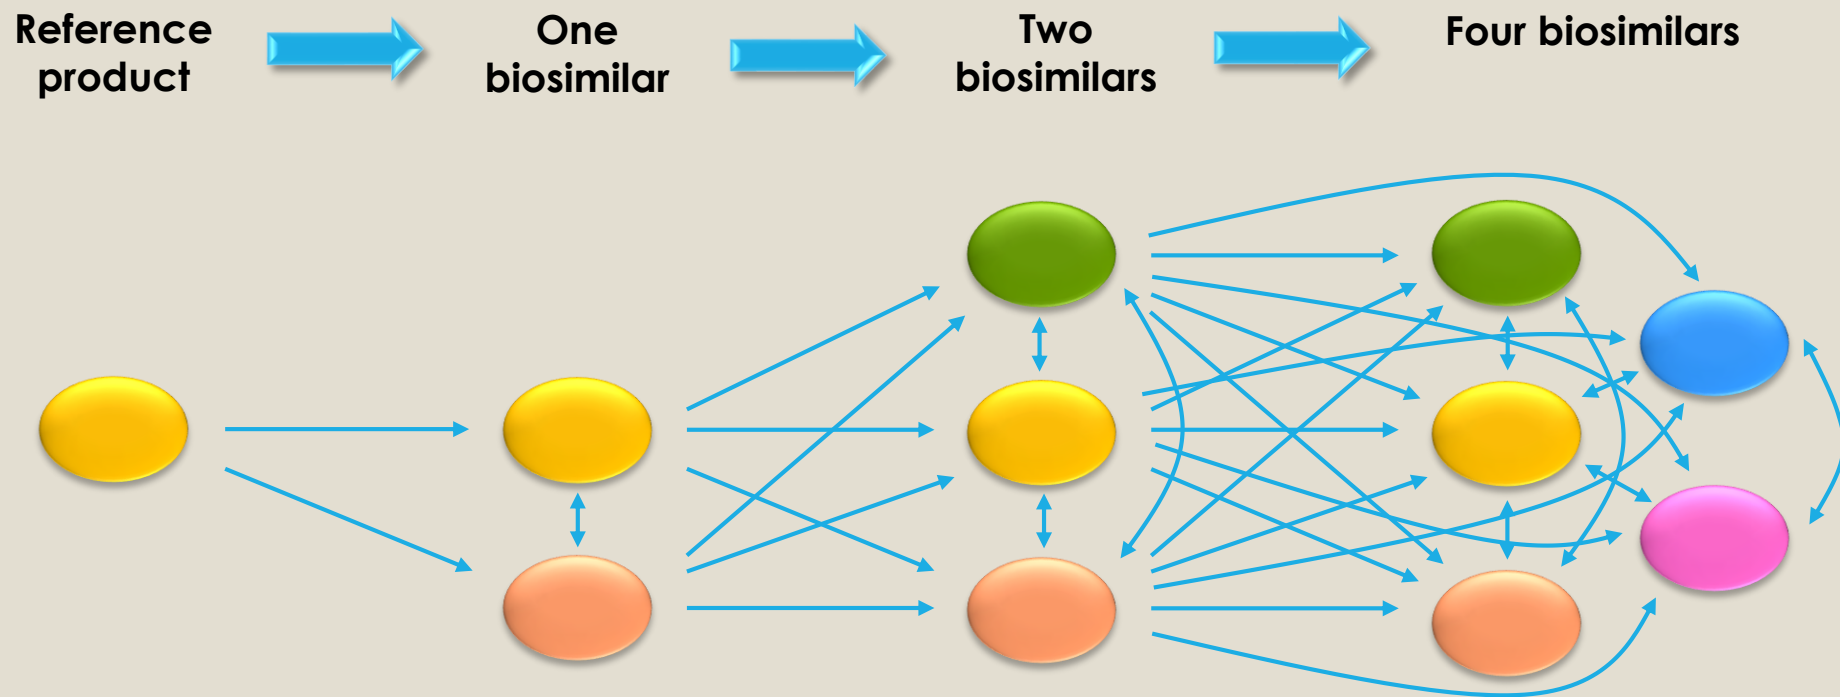 Reference
product
One
biosimilar
Two
biosimilars
Four biosimilars